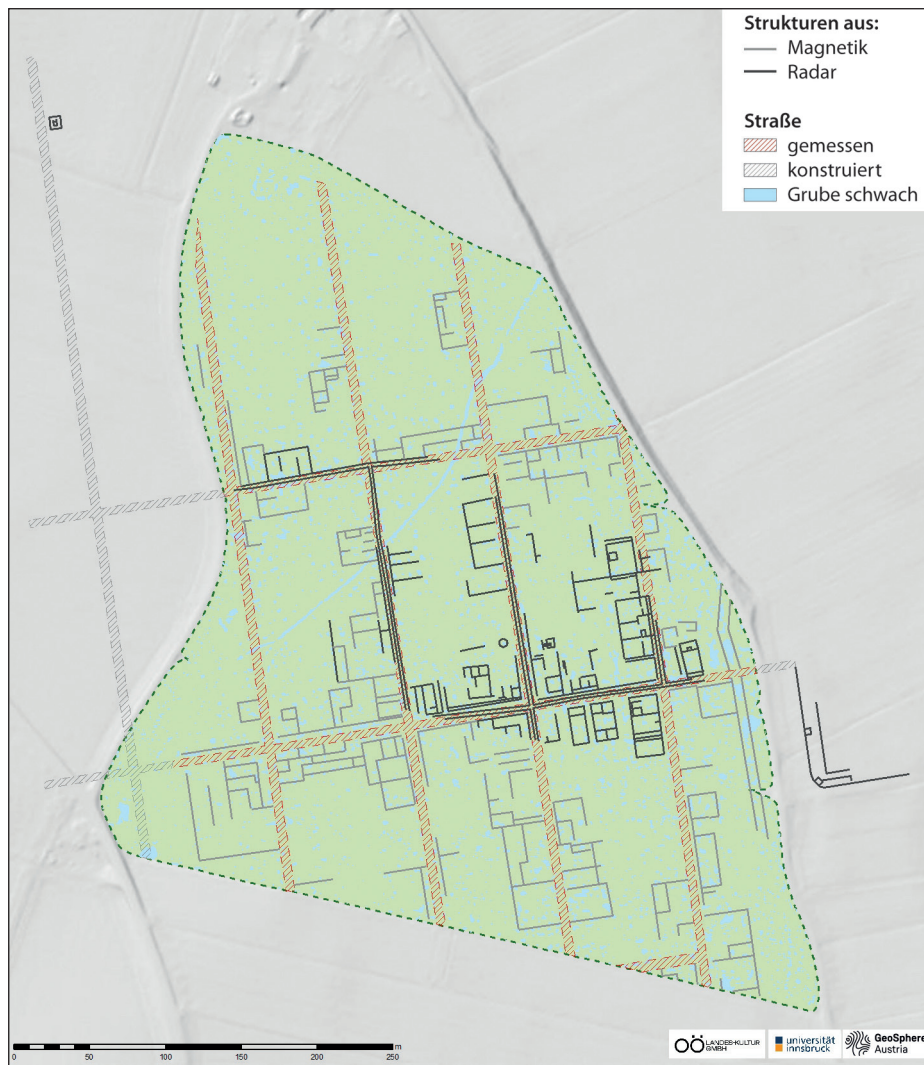 Strukturen aus:
Magnetik
Radar
Straße
gemessen
konstruiert
Grube schwach
0 50 100 150 200 250 m
OÖ LANDES-KULTUR GMBH
universität innsbruck
GeoSphere Austria